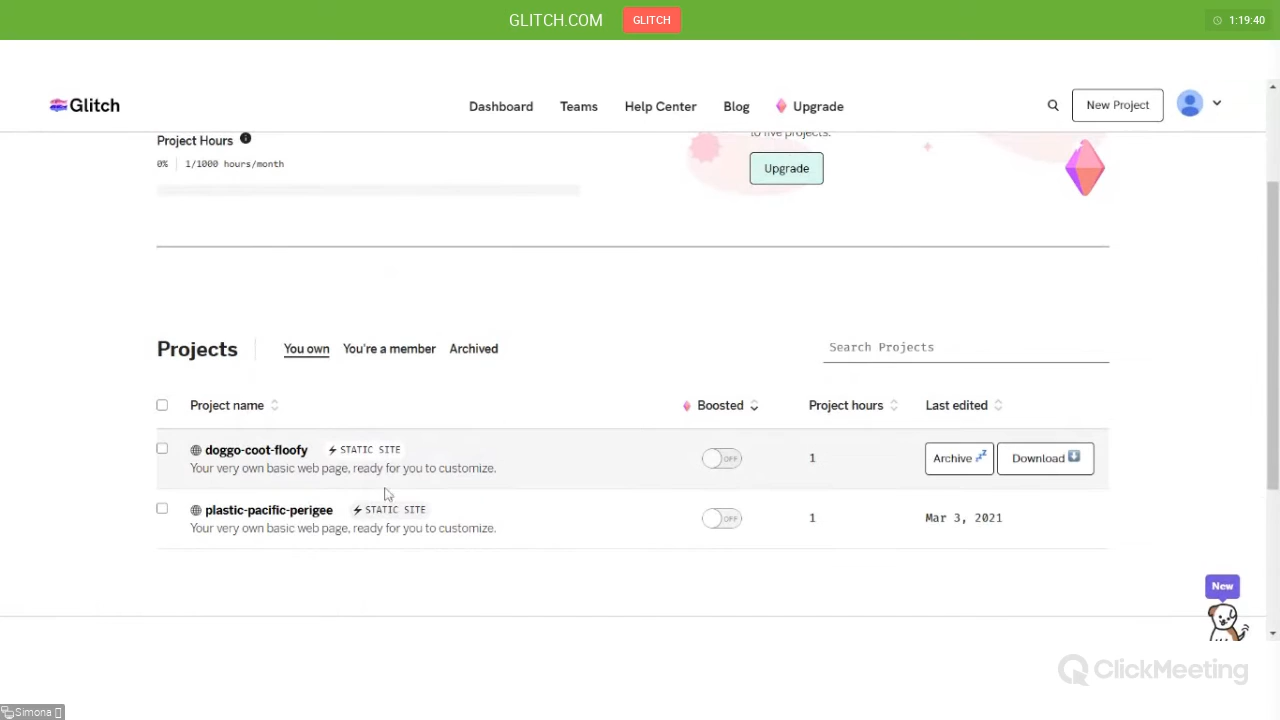 GLITCH.COM GLITCH 1:19:40
Glitch Dashboard Teams Help Center Blog Upgrade New Project
to five projects.
Project Hours
0% 1/1000 hours/month
Upgrade
Projects You own You're a member Archived Search Projects
Project name Boosted Project hours Last edited
doggo-coot-floofy STATIC SITE
Your very own basic web page, ready for you to customize. OFF 1 Archive Download
plastic-pacific-perigee STATIC SITE
Your very own basic web page, ready for you to customize. OFF 1 Mar 3, 2021
New
ClickMeeting
Simona